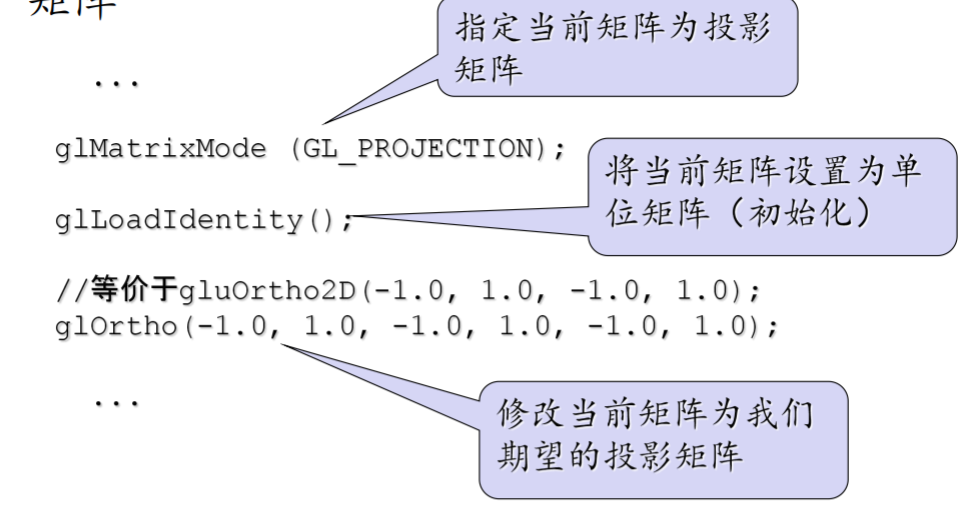 矩阵
指定当前矩阵为投影
矩阵
...
glMatrixMode (GL_PROJECTION);
将当前矩阵设置为单
位矩阵（初始化）
glLoadIdentity();
//等价于gluOrtho2D(-1.0, 1.0, -1.0, 1.0);
glOrtho(-1.0, 1.0, -1.0, 1.0, -1.0, 1.0);
...
修改当前矩阵为我们
期望的投影矩阵